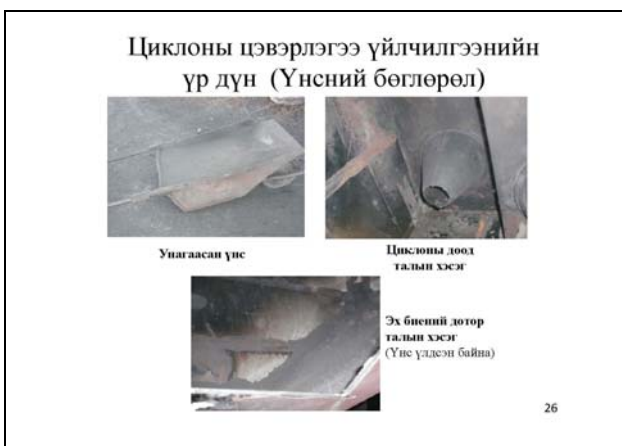 Циклоны цэвэрлэгээ үйлчилгээнийн
үр дүн (Үнсний бөглөрөл)
Унагаасан үнс
Циклоны доод
талын хэсэг
Эх биений дотор
талын хэсэг
(Үнс үлдсэн байна)
26